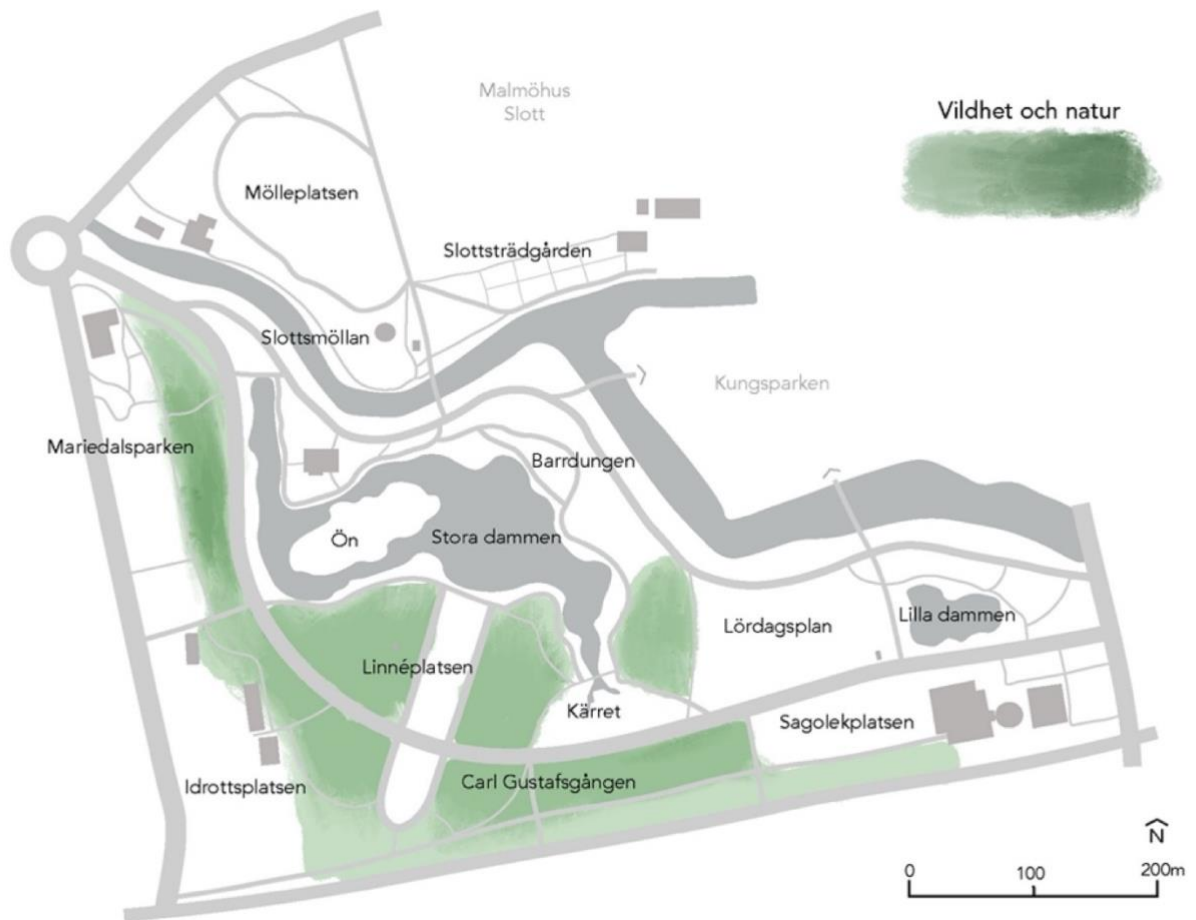 Malmöhus
Slott
Vildhet och natur
Mölleplatsen
Slottsträdgården
Slottsmöllan
Kungsparken
Mariedalsparken
Barrdungen
Ön
Stora dammen
Lördagsplan
Lilla dammen
Linnéplatsen
Kärret
Sagolekplatsen
Idrottsplatsen
Carl Gustafsgången
N
0
100
200m